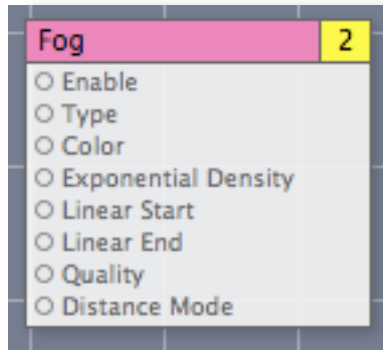 Fog 2
Enable
Type
Color
Exponential Density
Linear Start
Linear End
Quality
Distance Mode